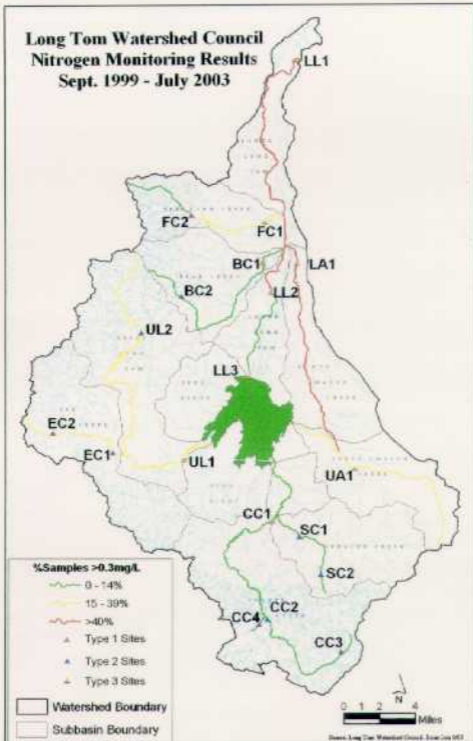 Long Tom Watershed Council
Nitrogen Monitoring Results
Sept. 1999 - July 2003
LL1
FC2
FC1
BC1
LA1
BC2
LL2
UL2
LL3
EC2
EC1
UL1
UA1
CC1
SC1
SC2
CC2
CC4
CC3
%Samples >0.3mg/L
0 - 14%
15 - 39%
>40%
Type 1 Sites
Type 2 Sites
Type 3 Sites
Watershed Boundary
Subbasin Boundary
N
4 0 4
Miles